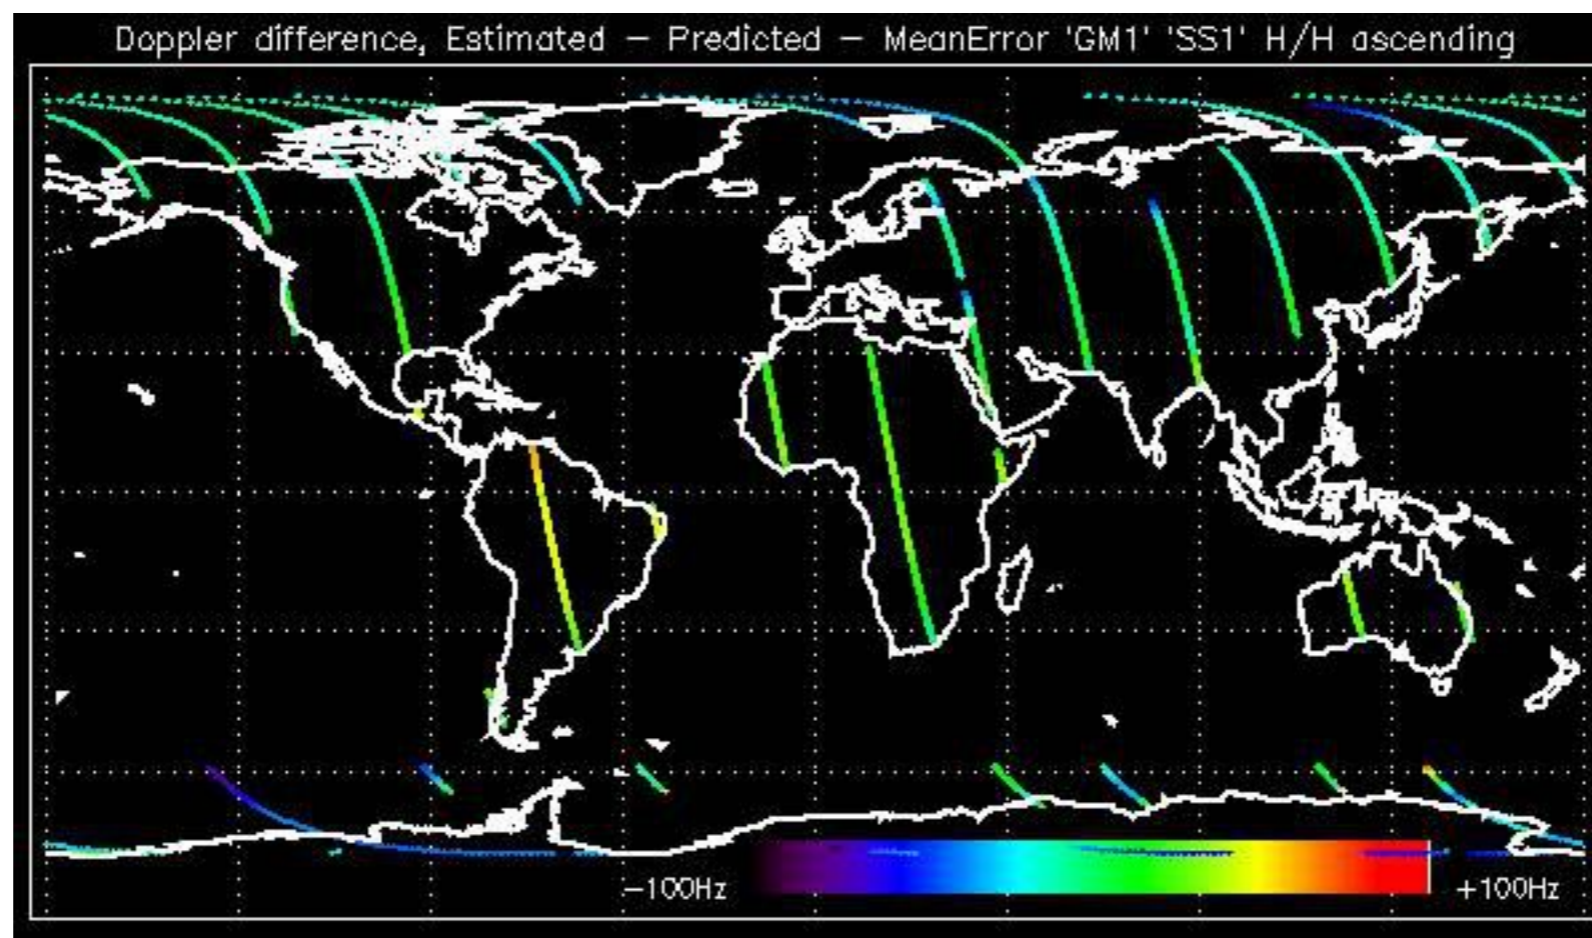 Doppler difference, Estimated – Predicted – MeanError 'GM1' 'SS1' H/H ascending
–100Hz +100Hz